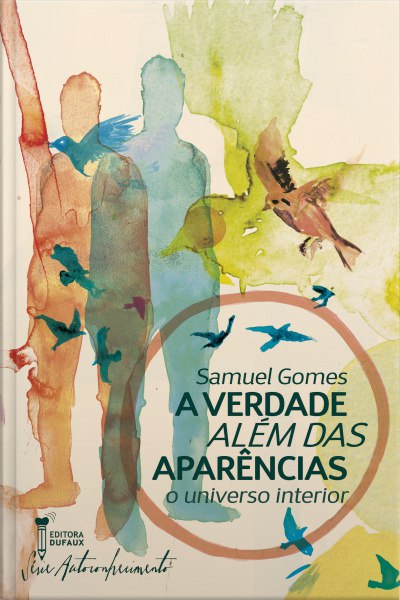 Samuel Gomes
A VERDADE
ALÉM DAS
APARÊNCIAS
o universo interior
EDITORA
DUFAUX
Série Autoconhecimento